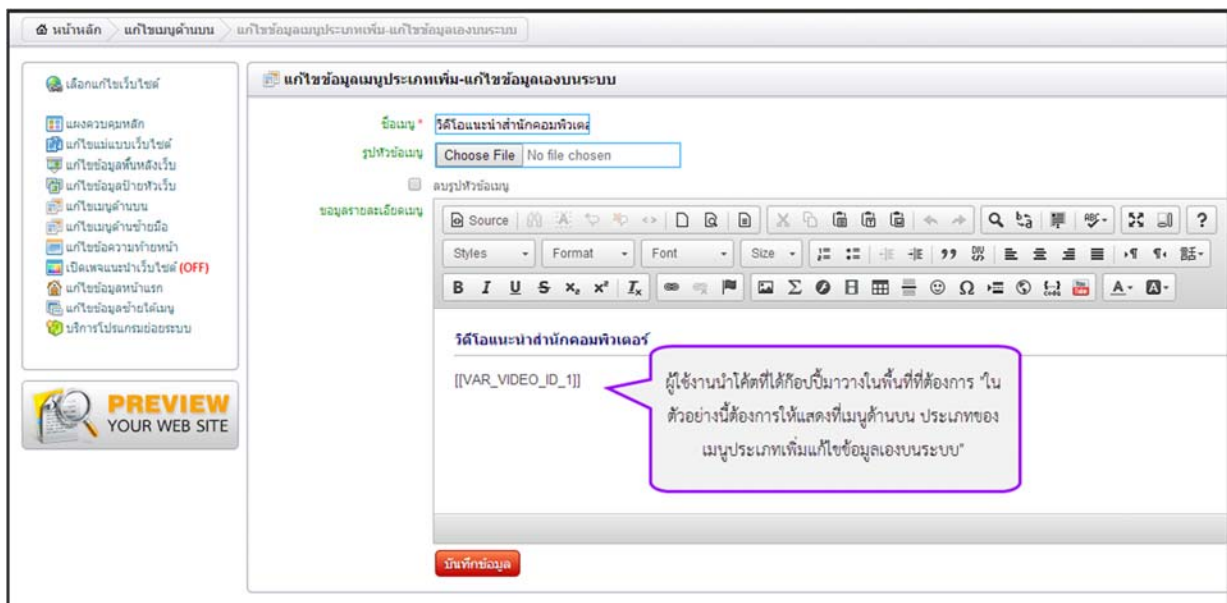 หน้าหลัก แก้ไขเมนูด้านบน แก้ไขข้อมูลเมนูประเภทเพิ่ม-แก้ไขข้อมูลเองบนระบบ
เลือกแก้ไขเว็บไซต์
แผงควบคุมหลัก
แก้ไขแม่แบบเว็บไซต์
แก้ไขข้อมูลพื้นหลังเว็บ
แก้ไขข้อมูลป้ายหัวเว็บ
แก้ไขเมนูด้านบน
แก้ไขเมนูด้านซ้ายมือ
แก้ไขข้อความท้ายหน้า
เปิดเพจแนะนำเว็บไซต์ (OFF)
แก้ไขข้อมูลหน้าแรก
แก้ไขข้อมูลซ้ายใต้เมนู
บริการโปรแกรมย่อยระบบ
PREVIEW
YOUR WEB SITE
แก้ไขข้อมูลเมนูประเภทเพิ่ม-แก้ไขข้อมูลเองบนระบบ
ชื่อเมนู * วิดีโอแนะนำสำนักคอมพิวเตอ
รูปหัวข้อเมนู Choose File No file chosen
ลบรูปหัวข้อเมนู
ข้อมูลรายละเอียดเมนู
Source
Styles Format Font Size
วิดีโอแนะนำสำนักคอมพิวเตอร์
[[VAR_VIDEO_ID_1]]
ผู้ใช้งานนำโค้ตที่ได้ก๊อปปี้มาวางในพื้นที่ที่ต้องการ "ใน
ตัวอย่างนี้ต้องการให้แสดงที่เมนูด้านบน ประเภทของ
เมนูประเภทเพิ่มแก้ไขข้อมูลเองบนระบบ"
บันทึกข้อมูล